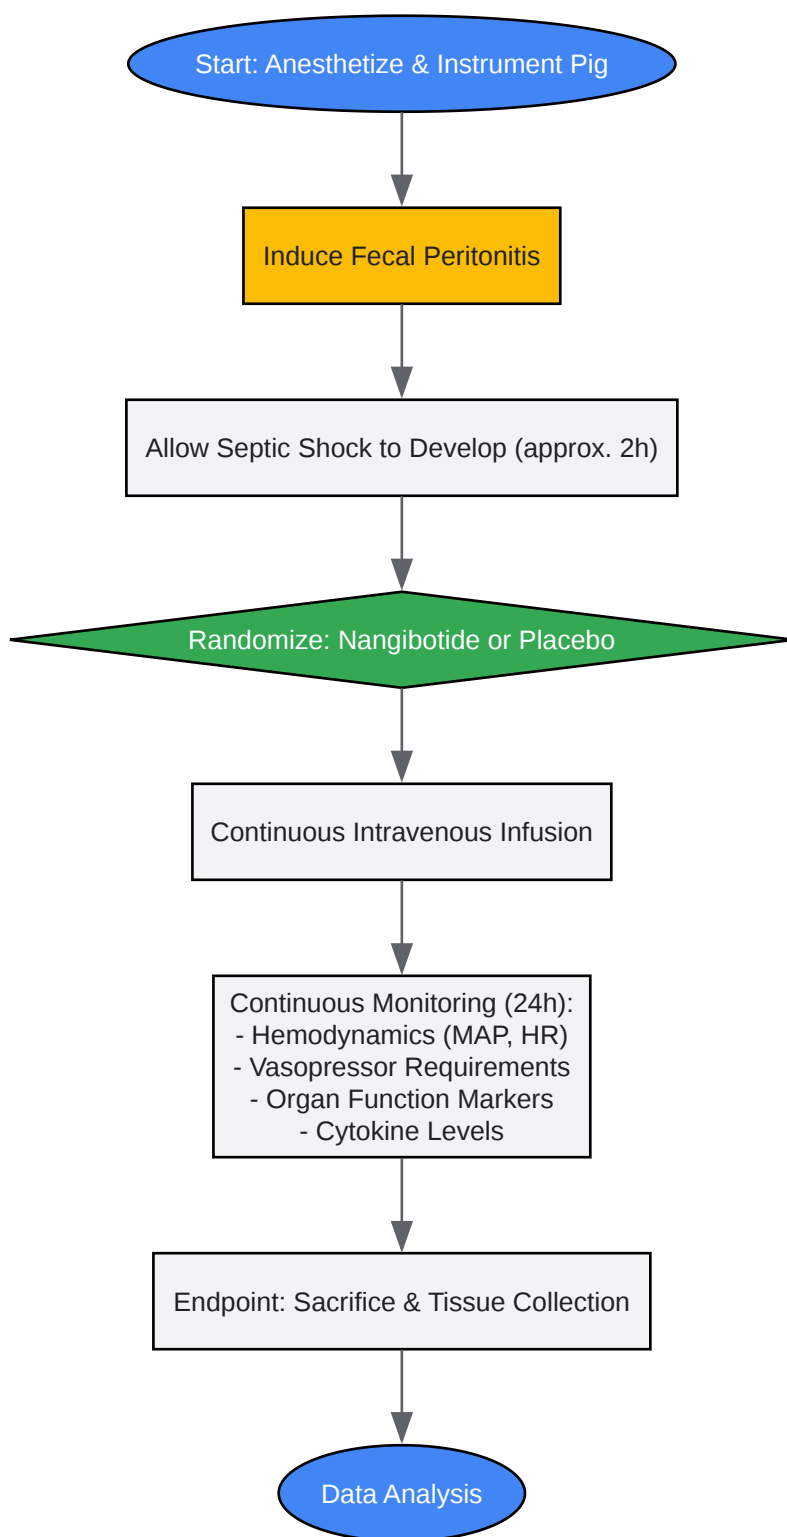 Start: Anesthetize & Instrument Pig
Induce Fecal Peritonitis
Allow Septic Shock to Develop (approx. 2h)
Randomize: Nangibotide or Placebo
Continuous Intravenous Infusion
Continuous Monitoring (24h):
- Hemodynamics (MAP, HR)
- Vasopressor Requirements
- Organ Function Markers
- Cytokine Levels
Endpoint: Sacrifice & Tissue Collection
Data Analysis